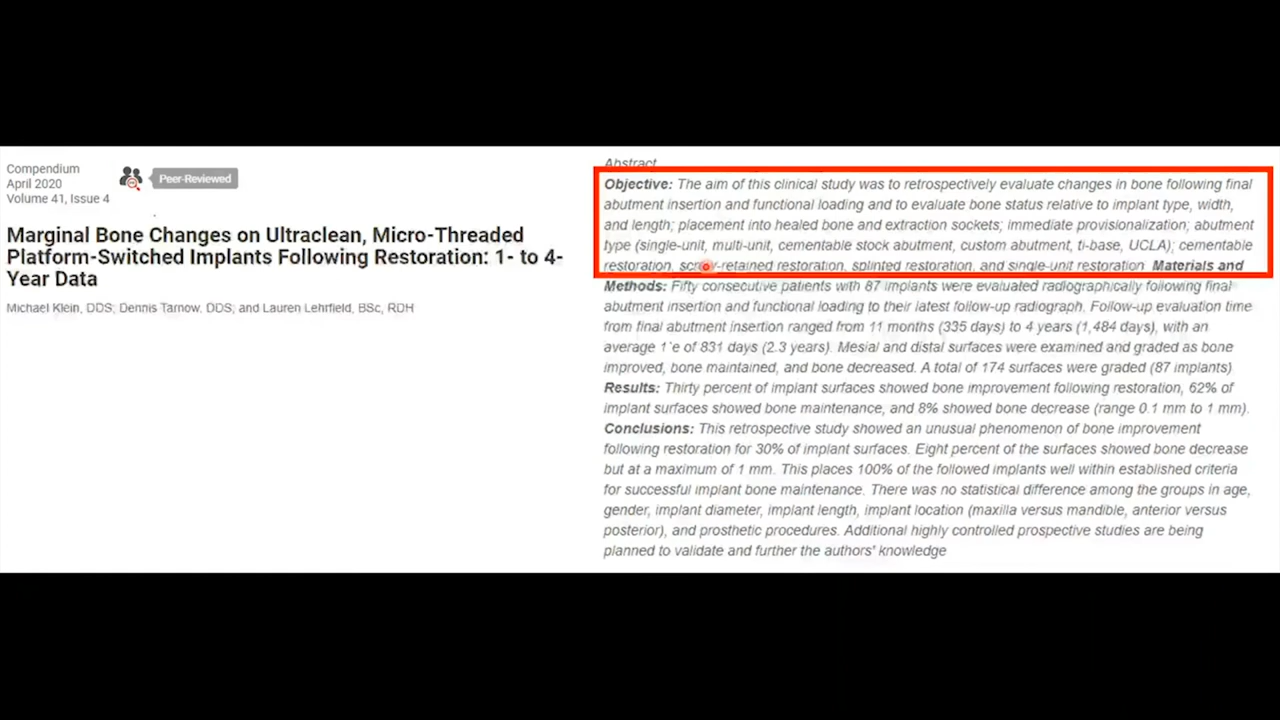 Compendium
April 2020
Volume 41, Issue 4
Peer-Reviewed
Marginal Bone Changes on Ultraclean, Micro-Threaded
Platform-Switched Implants Following Restoration: 1- to 4-
Year Data
Michael Klein, DDS; Dennis Tarnow, DDS; and Lauren Lehrfield, BSc, RDH
Abstract
Objective: The aim of this clinical study was to retrospectively evaluate changes in bone following final
abutment insertion and functional loading and to evaluate bone status relative to implant type, width,
and length; placement into healed bone and extraction sockets; immediate provisionalization; abutment
type (single-unit, multi-unit, cementable stock abutment, custom abutment, ti-base, UCLA); cementable
restoration, screw-retained restoration, splinted restoration, and single-unit restoration Materials and
Methods: Fifty consecutive patients with 87 implants were evaluated radiographically following final
abutment insertion and functional loading to their latest follow-up radiograph. Follow-up evaluation time
from final abutment insertion ranged from 11 months (335 days) to 4 years (1,484 days), with an
average of 831 days (2.3 years). Mesial and distal surfaces were examined and graded as bone
improved, bone maintained, and bone decreased. A total of 174 surfaces were graded (87 implants)
Results: Thirty percent of implant surfaces showed bone improvement following restoration, 62% of
implant surfaces showed bone maintenance, and 8% showed bone decrease (range 0.1 mm to 1 mm).
Conclusions: This retrospective study showed an unusual phenomenon of bone improvement
following restoration for 30% of implant surfaces. Eight percent of the surfaces showed bone decrease
but at a maximum of 1 mm. This places 100% of the followed implants well within established criteria
for successful implant bone maintenance. There was no statistical difference among the groups in age,
gender, implant diameter, implant length, implant location (maxilla versus mandible, anterior versus
posterior), and prosthetic procedures. Additional highly controlled prospective studies are being
planned to validate and further the authors' knowledge